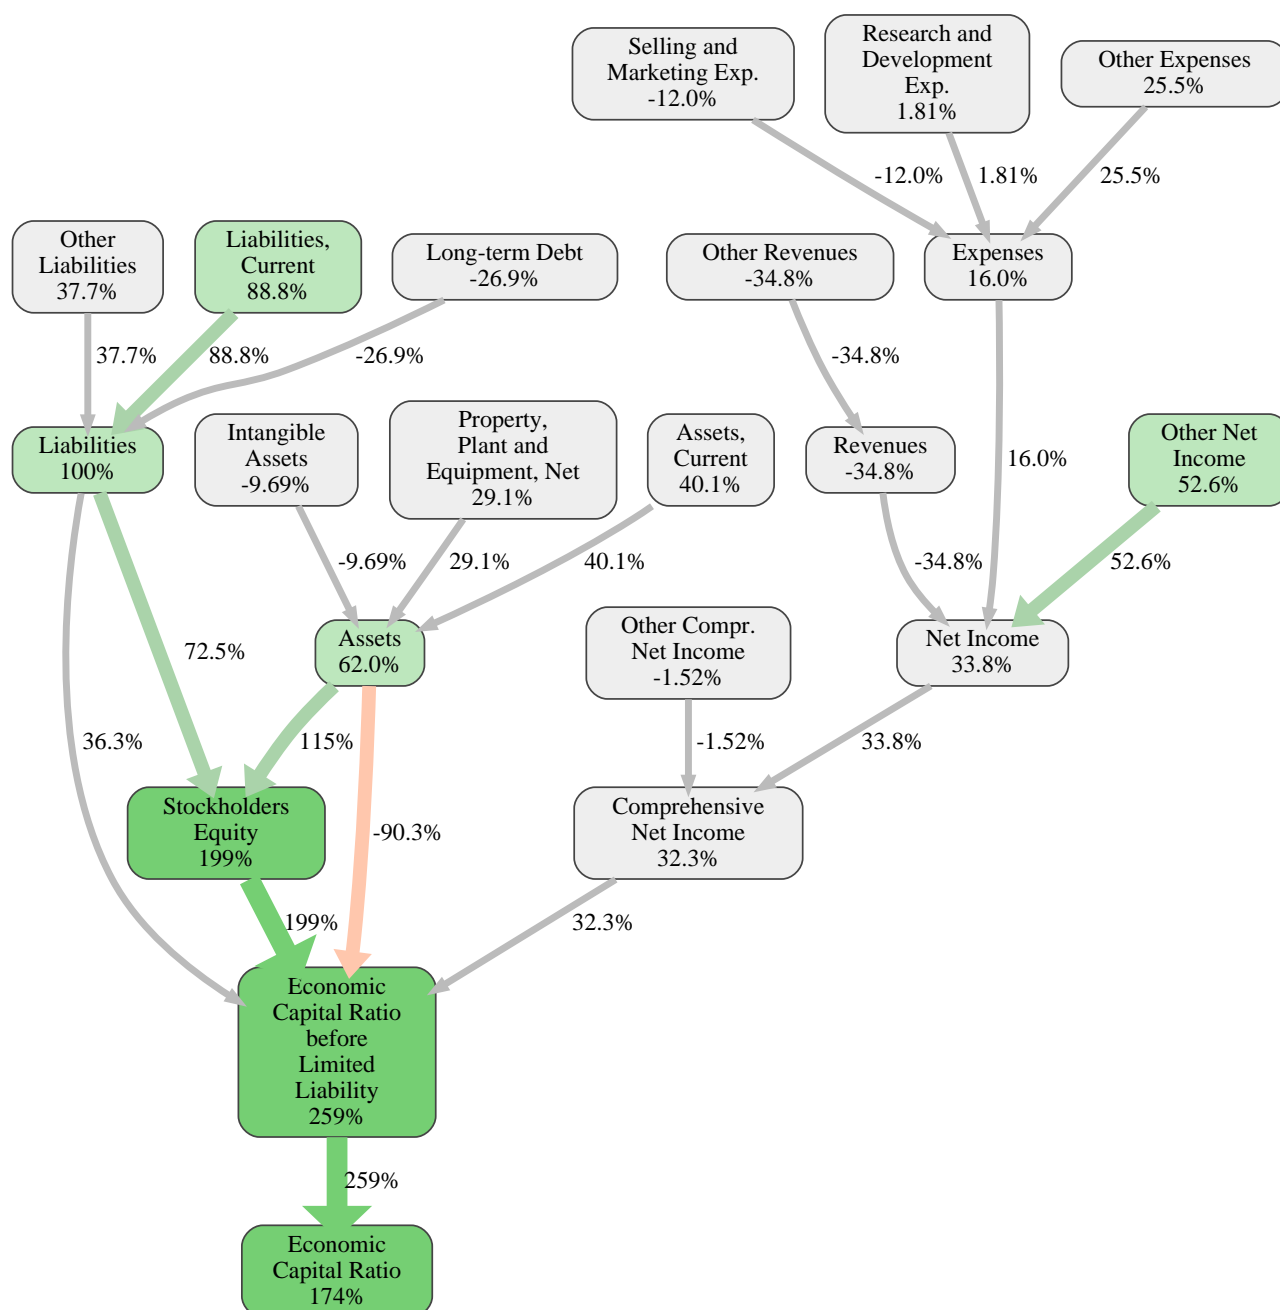 Selling and
Marketing Exp.
-12.0%
Research and
Development
Exp.
1.81%
Other Expenses
25.5%
-12.0%
1.81%
25.5%
Other
Liabilities
37.7%
Liabilities,
Current
88.8%
Long-term Debt
-26.9%
Other Revenues
-34.8%
Expenses
16.0%
37.7%
88.8%
-26.9%
-34.8%
Liabilities
100%
Intangible
Assets
-9.69%
Property,
Plant and
Equipment, Net
29.1%
Assets,
Current
40.1%
Revenues
-34.8%
16.0%
Other Net
Income
52.6%
-9.69%
29.1%
40.1%
-34.8%
52.6%
72.5%
Assets
62.0%
Other Compr.
Net Income
-1.52%
Net Income
33.8%
36.3%
115%
-1.52%
33.8%
Stockholders
Equity
199%
-90.3%
Comprehensive
Net Income
32.3%
199%
32.3%
Economic
Capital Ratio
before
Limited
Liability
259%
259%
Economic
Capital Ratio
174%